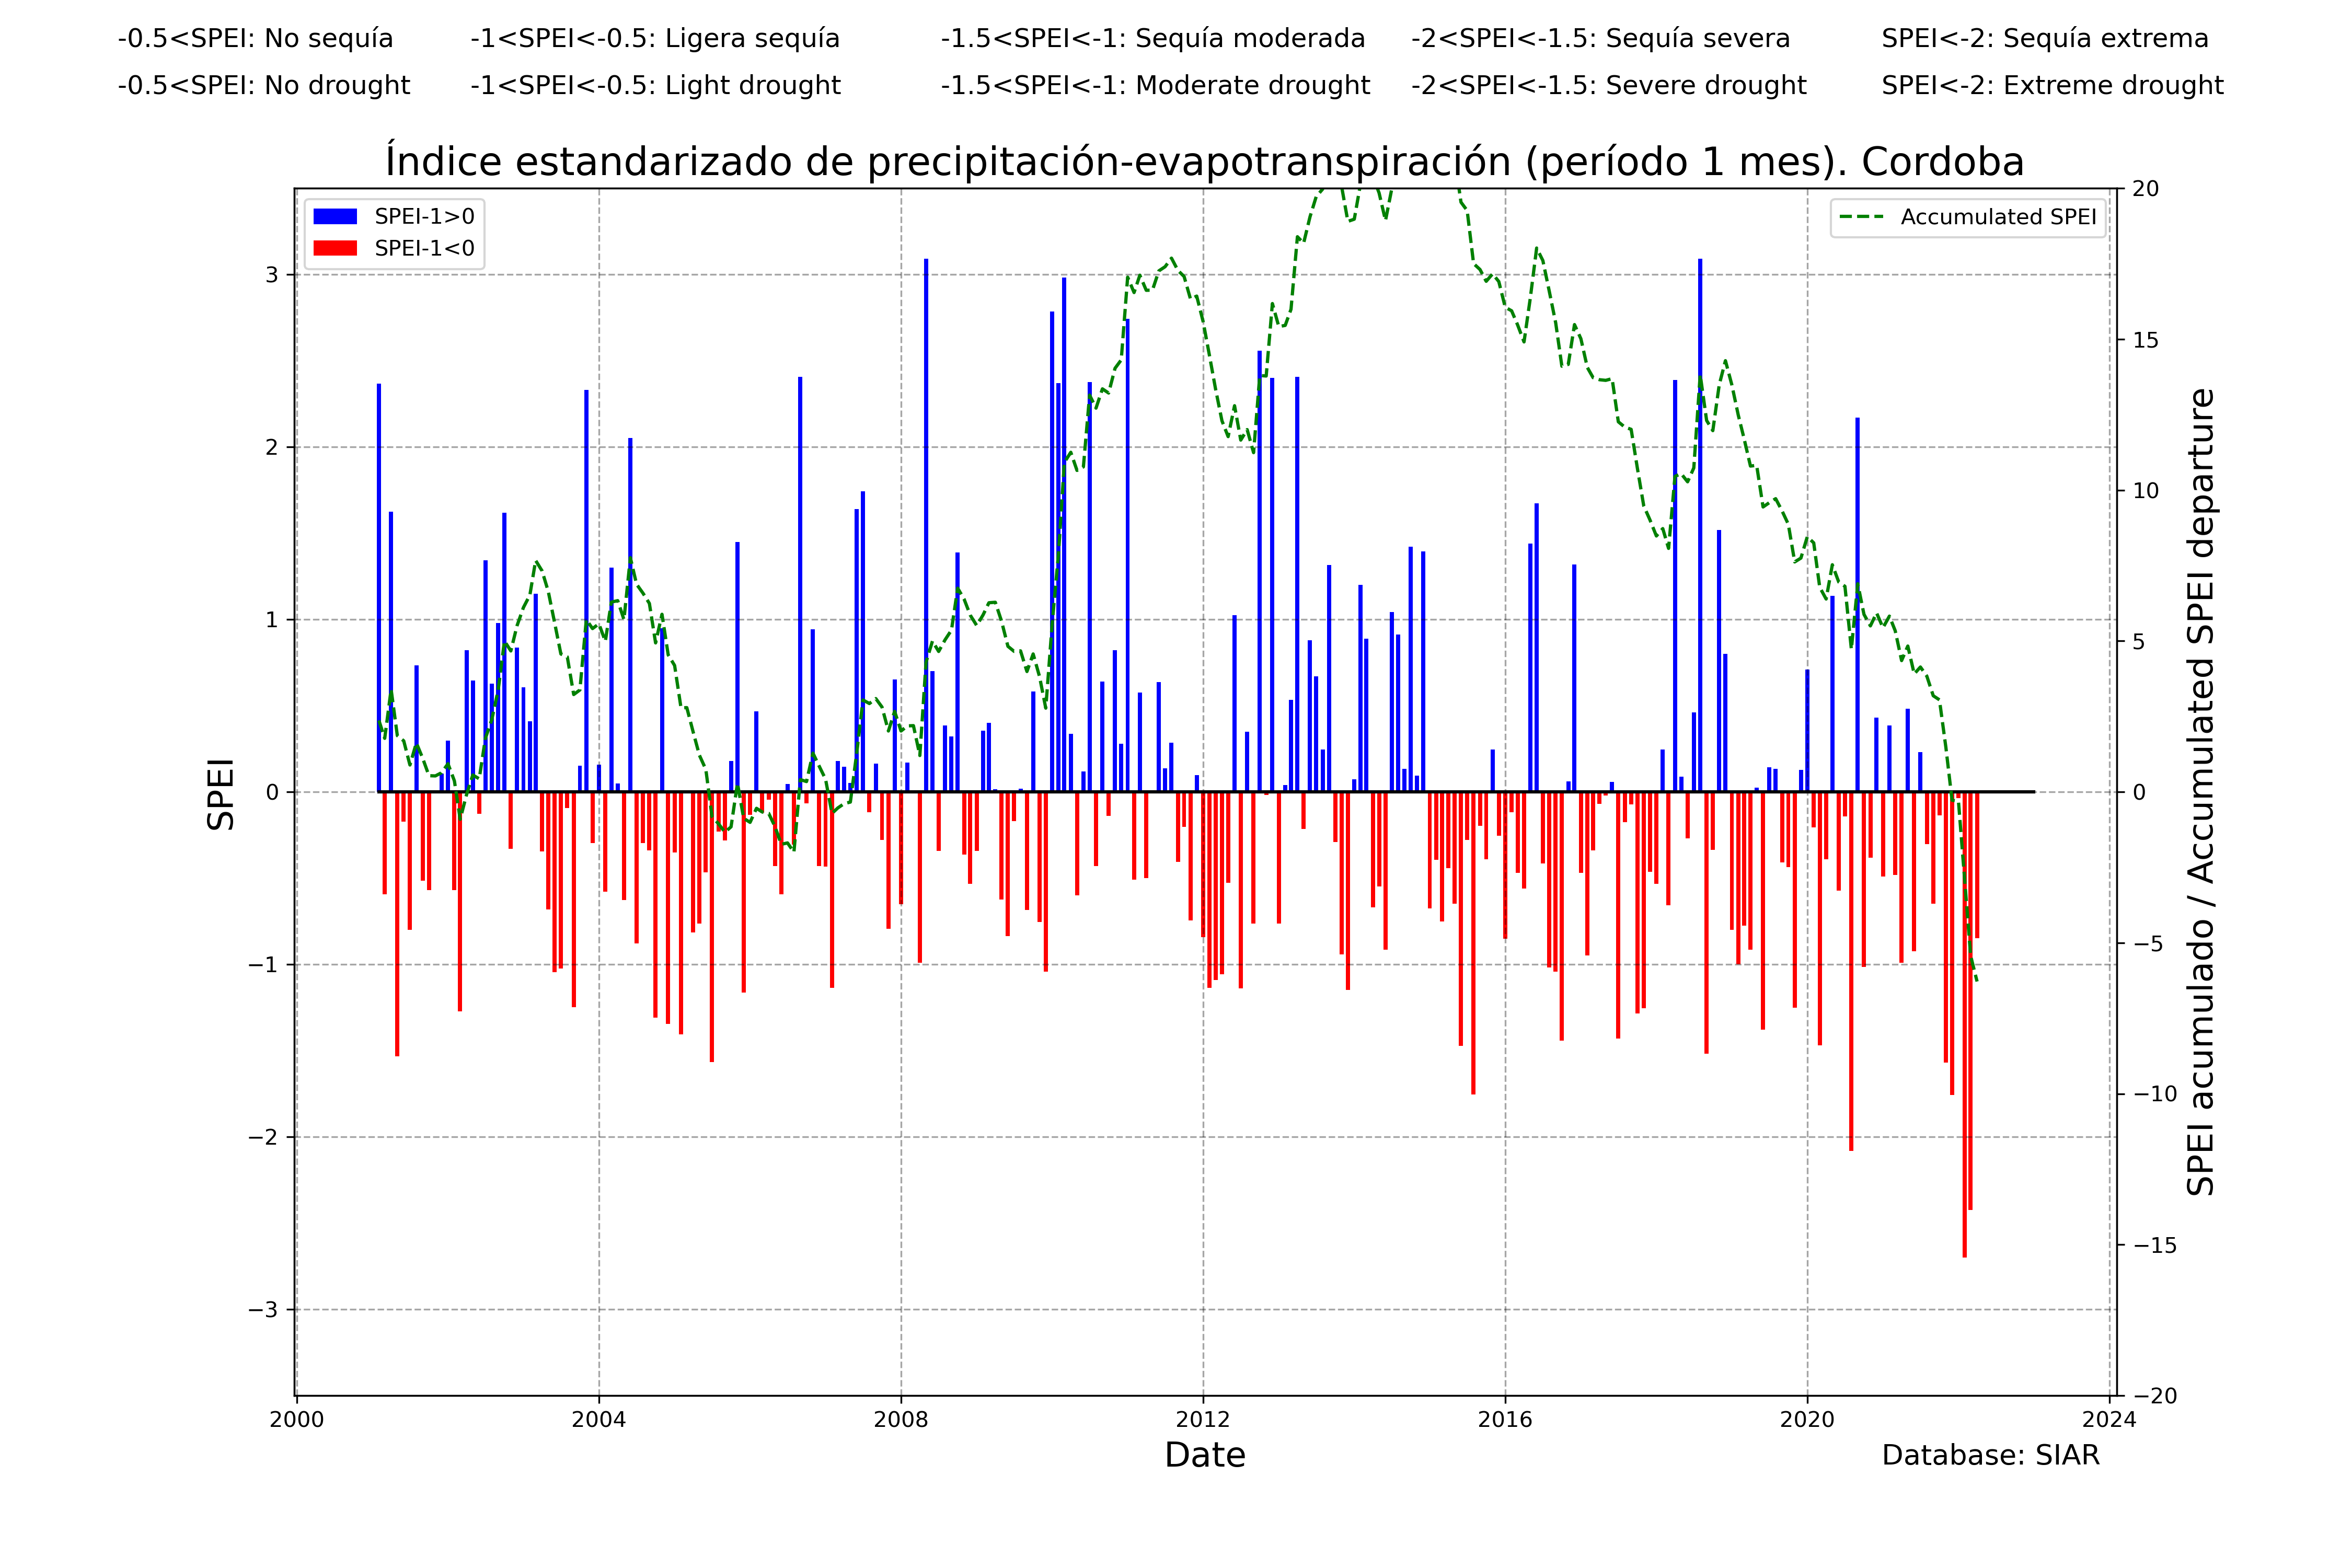 -0.5<SPEI: No sequía -1<SPEI<-0.5: Ligera sequía -1.5<SPEI<-1: Sequía moderada -2<SPEI<-1.5: Sequía severa SPEI<-2: Sequía extrema
-0.5<SPEI: No drought -1<SPEI<-0.5: Light drought -1.5<SPEI<-1: Moderate drought -2<SPEI<-1.5: Severe drought SPEI<-2: Extreme drought
Índice estandarizado de precipitación-evapotranspiración (período 1 mes). Cordoba
SPEI-1>0
SPEI-1<0
Accumulated SPEI
SPEI
3
2
1
0
−1
−2
−3
20
15
10
5
0
−5
−10
−15
−20
SPEI acumulado / Accumulated SPEI departure
2000 2004 2008 2012 2016 2020 2024
Date
Database: SIAR